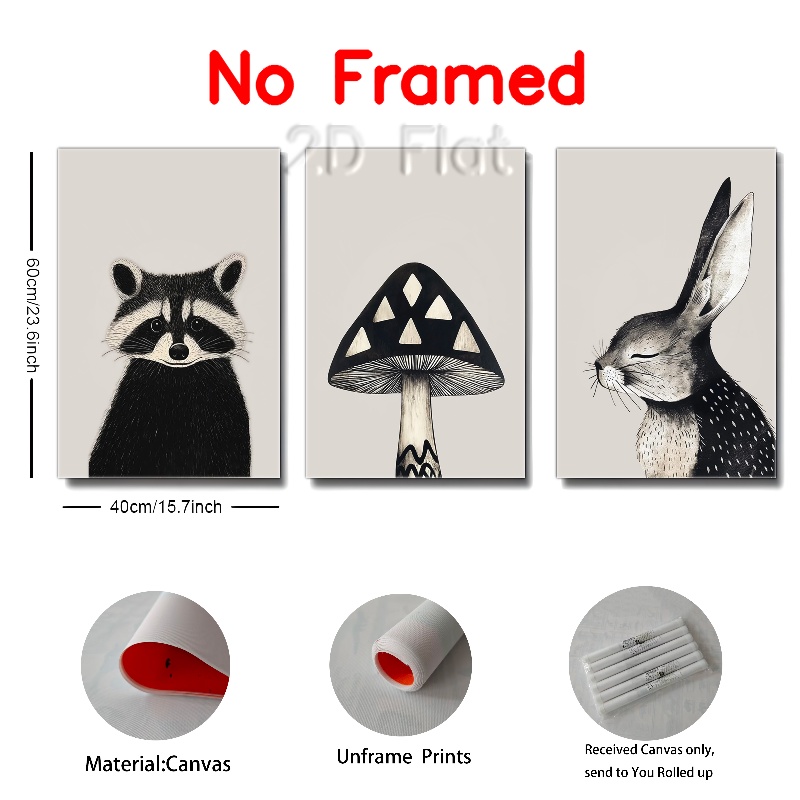 No Framed
2D Flat
60cm/23.6inch
40cm/15.7inch
Material:Canvas
Unframe Prints
Received Canvas only,
send to You Rolled up